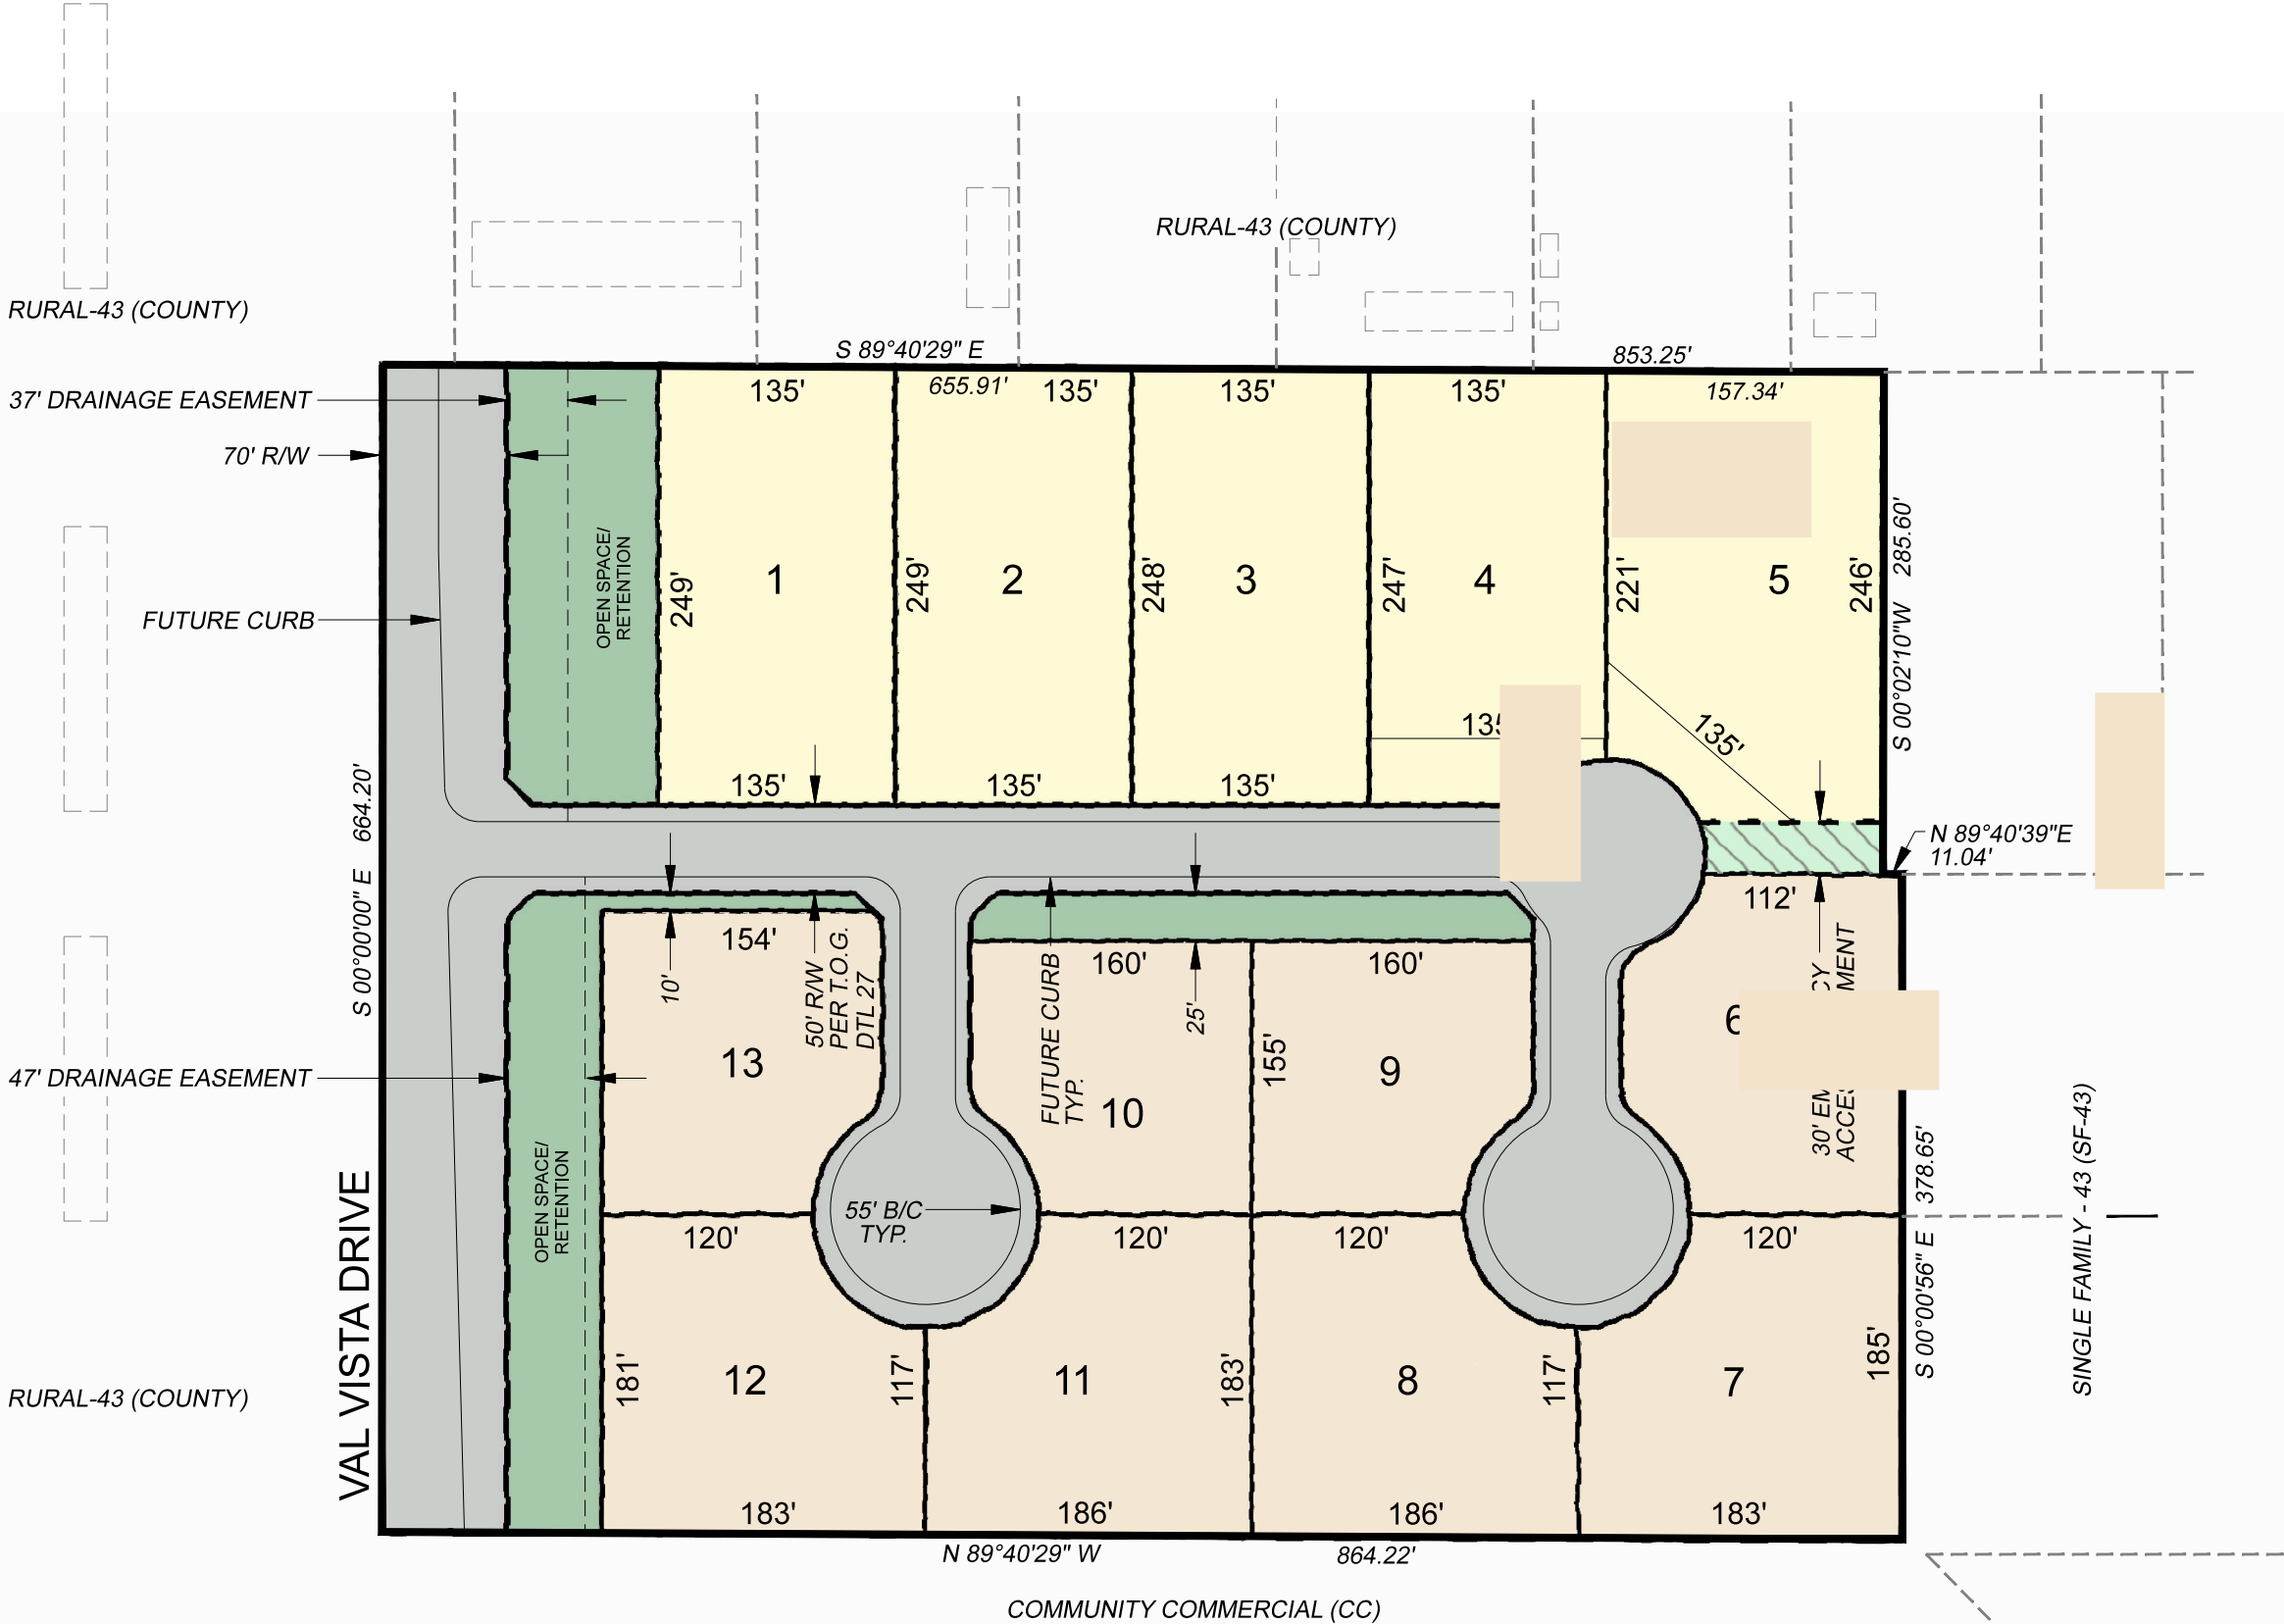 RURAL-43 (COUNTY)
RURAL-43 (COUNTY)
S 89°40'29" E
853.25'
37' DRAINAGE EASEMENT
135'
655.91'
135'
135'
135'
157.34'
70' R/W
285.60'
S 00°02'10"W
OPEN SPACE/
RETENTION
249'
1
249'
2
248'
3
247'
4
221'
5
246'
FUTURE CURB
135'
135'
135'
135'
664.20'
S 00°00'00" E
N 89°40'39"E
11.04'
112'
154'
10'
50' R/W
PER T.O.G.
DTL 27
160'
160'
FUTURE CURB
TYP.
25'
13
10
155'
9
6
30'
47' DRAINAGE EASEMENT
OPEN SPACE/
RETENTION
55' B/C
TYP.
120'
120'
120'
120'
378.65'
S 00°00'56" E
SINGLE FAMILY - 43 (SF-43)
VAL VISTA DRIVE
RURAL-43 (COUNTY)
181'
12
117'
11
183'
8
117'
7
185'
183'
186'
186'
183'
N 89°40'29" W
864.22'
COMMUNITY COMMERCIAL (CC)